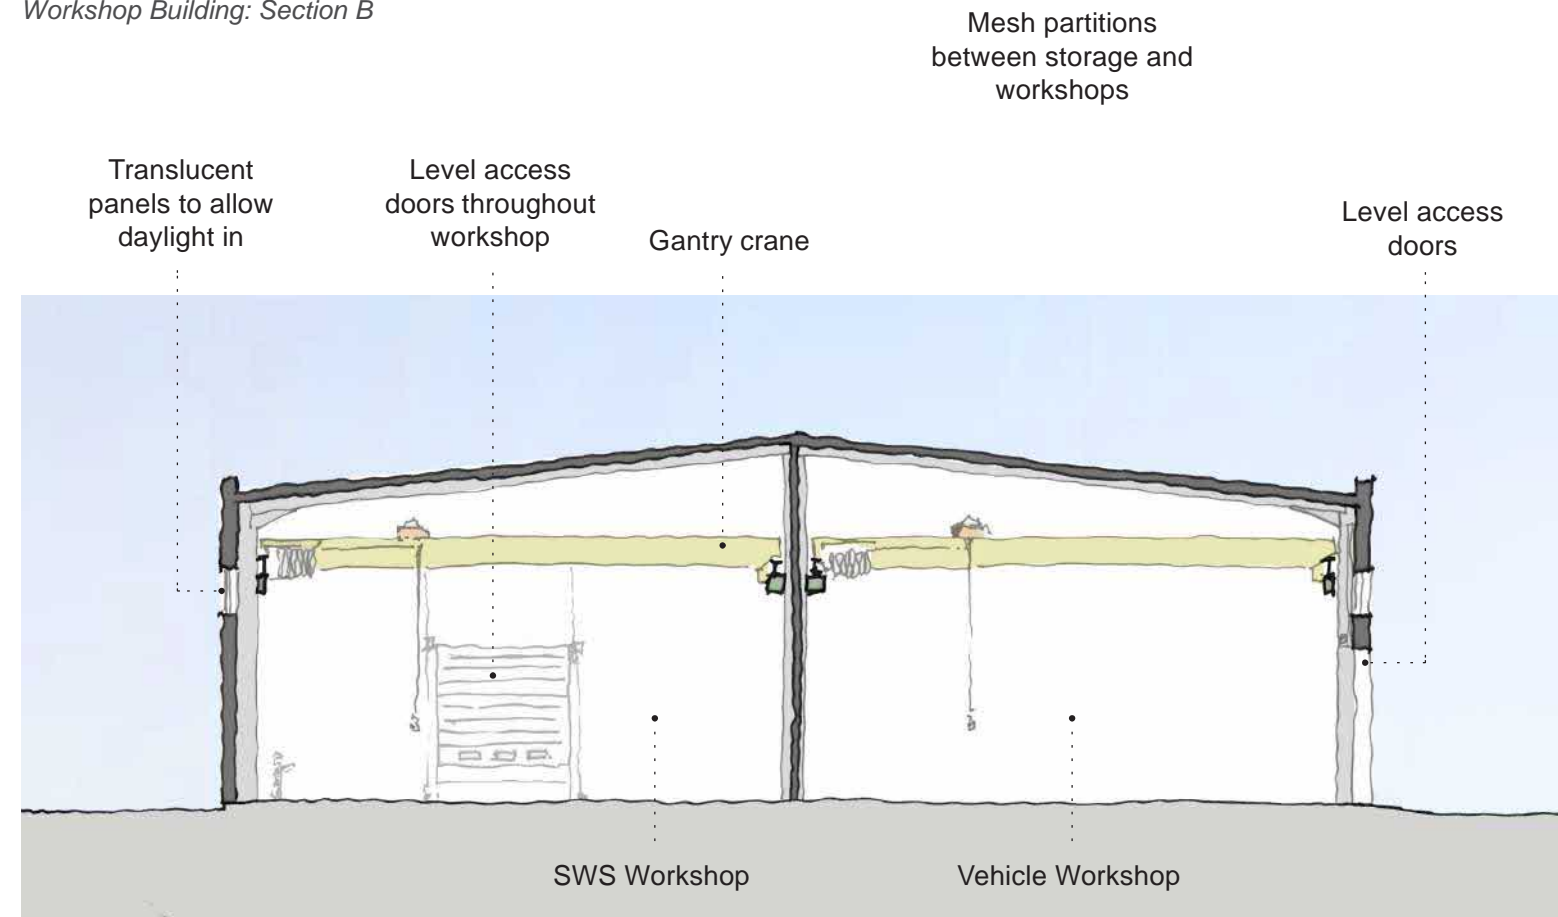 Workshop Building: Section B
Mesh partitions
between storage and
workshops
Translucent
panels to allow
daylight in
Level access
doors throughout
workshop
Gantry crane
Level access
doors
SWS Workshop
Vehicle Workshop